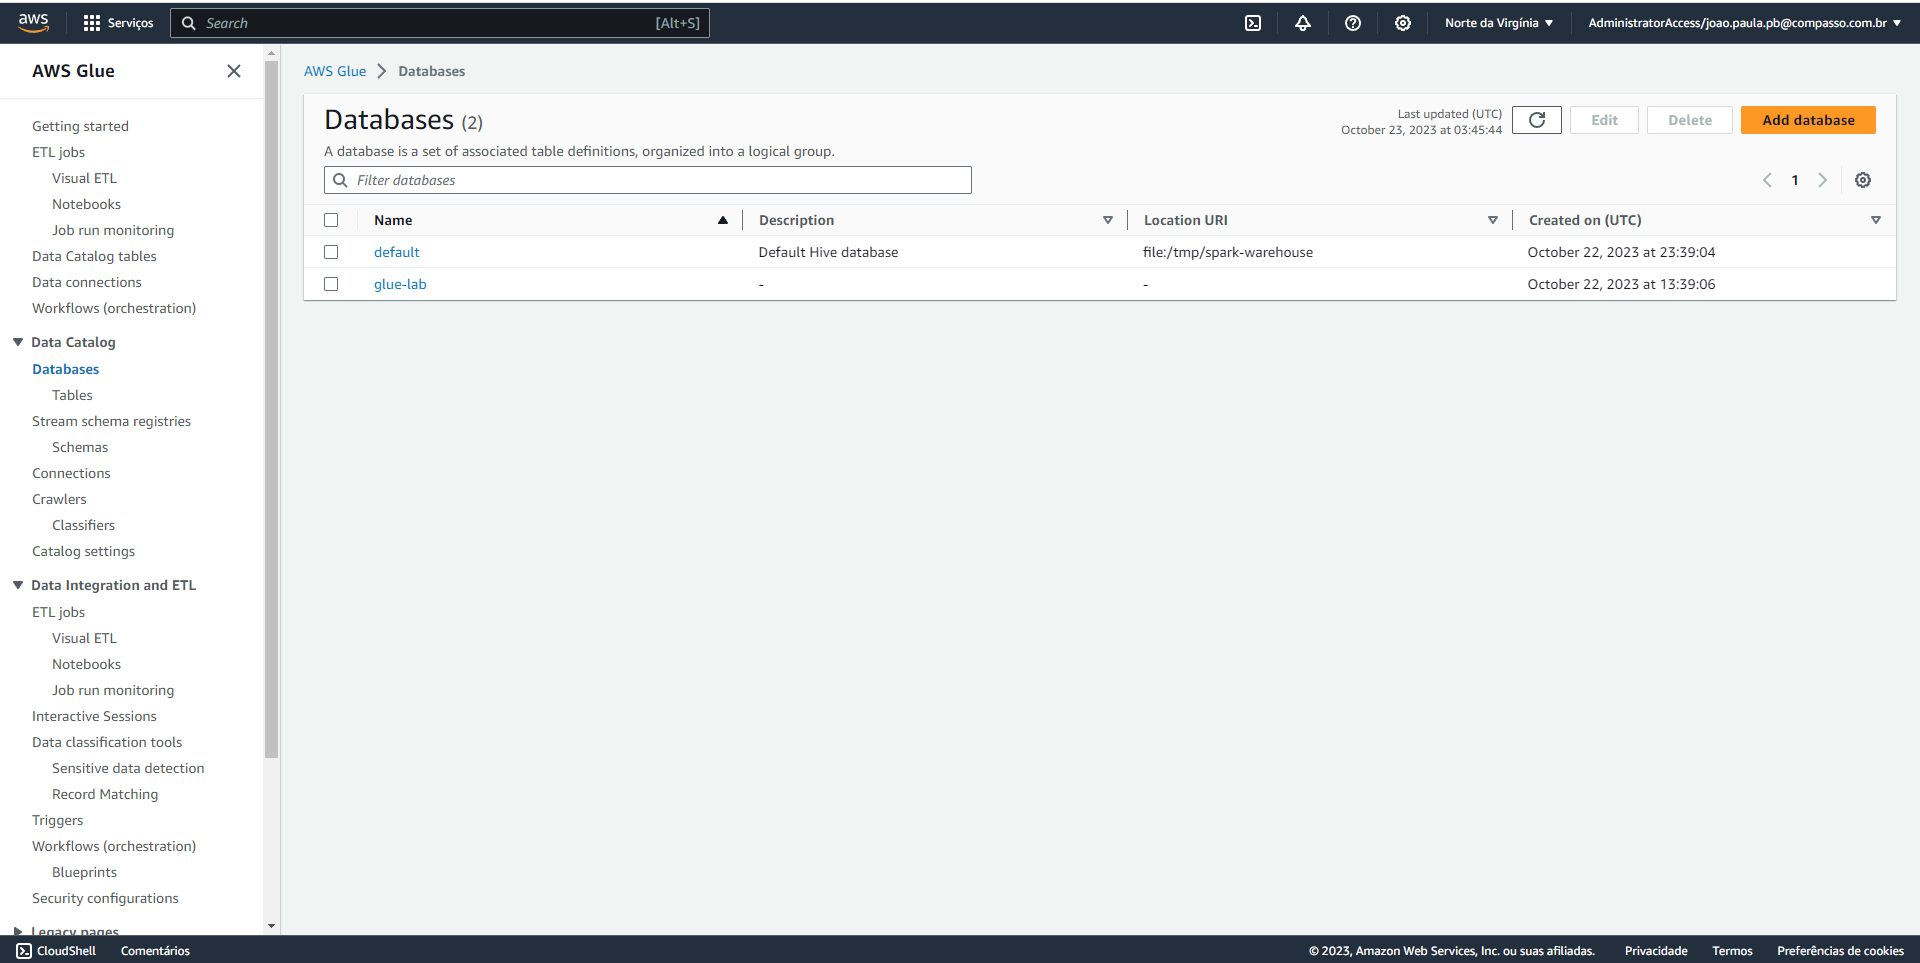 aws
Serviços
Search
[Alt+S]
Norte da Virgínia
AdministratorAccess/joao.paula.pb@compasso.com.br
AWS Glue
Getting started
ETL jobs
Visual ETL
Notebooks
Job run monitoring
Data Catalog tables
Data connections
Workflows (orchestration)
Data Catalog
Databases
Tables
Stream schema registries
Schemas
Connections
Crawlers
Classifiers
Catalog settings
Data Integration and ETL
ETL jobs
Visual ETL
Notebooks
Job run monitoring
Interactive Sessions
Data classification tools
Sensitive data detection
Record Matching
Triggers
Workflows (orchestration)
Blueprints
Security configurations
Legacy pages
AWS Glue > Databases
Databases (2)
A database is a set of associated table definitions, organized into a logical group.
Last updated (UTC)
October 23, 2023 at 03:45:44
Edit
Delete
Add database
Filter databases
1
Name Description Location URI Created on (UTC)
default Default Hive database file:/tmp/spark-warehouse October 22, 2023 at 23:39:04
glue-lab - - October 22, 2023 at 13:39:06
CloudShell
Comentários
© 2023, Amazon Web Services, Inc. ou suas afiliadas.
Privacidade
Termos
Preferências de cookies